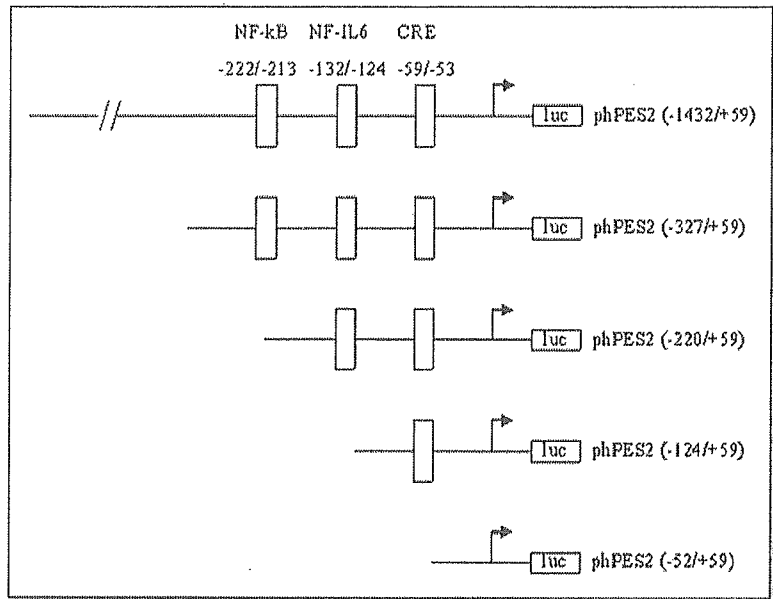 NF-kB NF-IL6 CRE
-222/-213 -132/-124 -59/-53
luc phPES2 (-1432/+59)
luc phPES2 (-327/+59)
luc phPES2 (-220/+59)
luc phPES2 (-124/+59)
luc phPES2 (-52/+59)